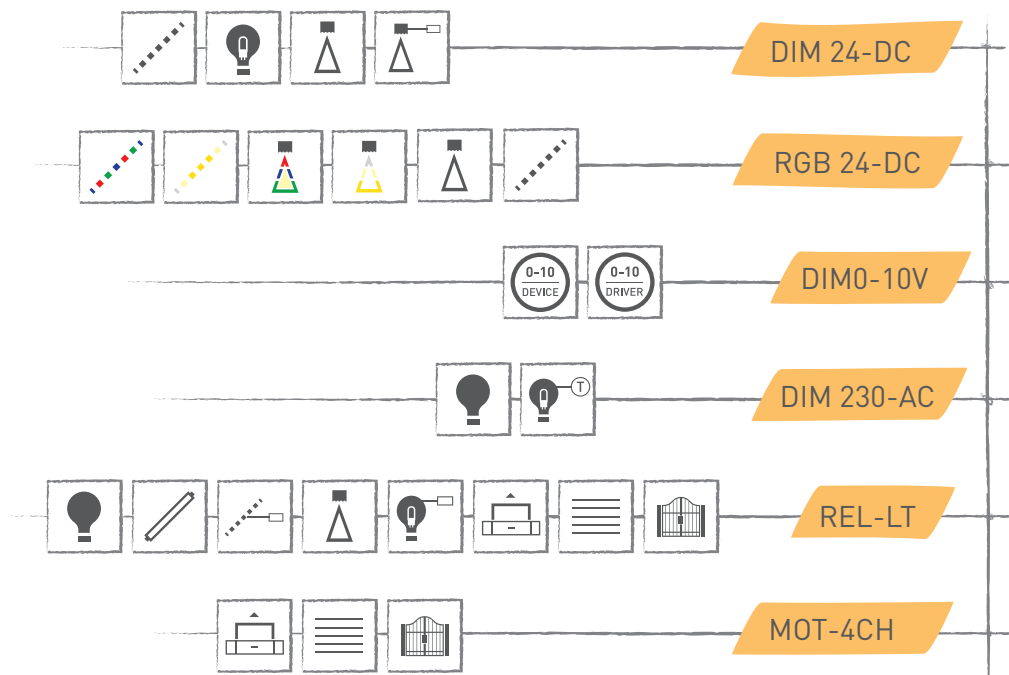 DIM 24-DC
RGB 24-DC
0-10
DEVICE
0-10
DRIVER
DIM0-10V
T
DIM 230-AC
REL-LT
MOT-4CH